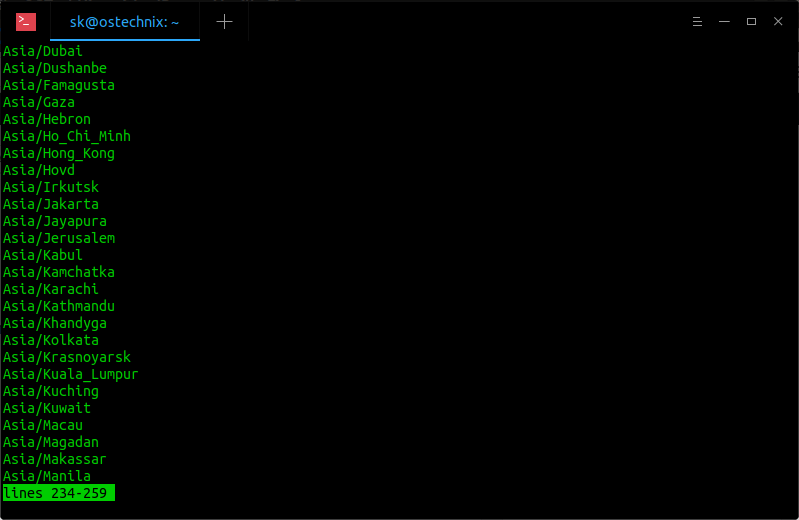 sk@ostechnix: ~
Asia/Dubai
Asia/Dushanbe
Asia/Famagusta
Asia/Gaza
Asia/Hebron
Asia/Ho_Chi_Minh
Asia/Hong_Kong
Asia/Hovd
Asia/Irkutsk
Asia/Jakarta
Asia/Jayapura
Asia/Jerusalem
Asia/Kabul
Asia/Kamchatka
Asia/Karachi
Asia/Kathmandu
Asia/Khandyga
Asia/Kolkata
Asia/Krasnoyarsk
Asia/Kuala_Lumpur
Asia/Kuching
Asia/Kuwait
Asia/Macau
Asia/Magadan
Asia/Makassar
Asia/Manila
lines 234-259